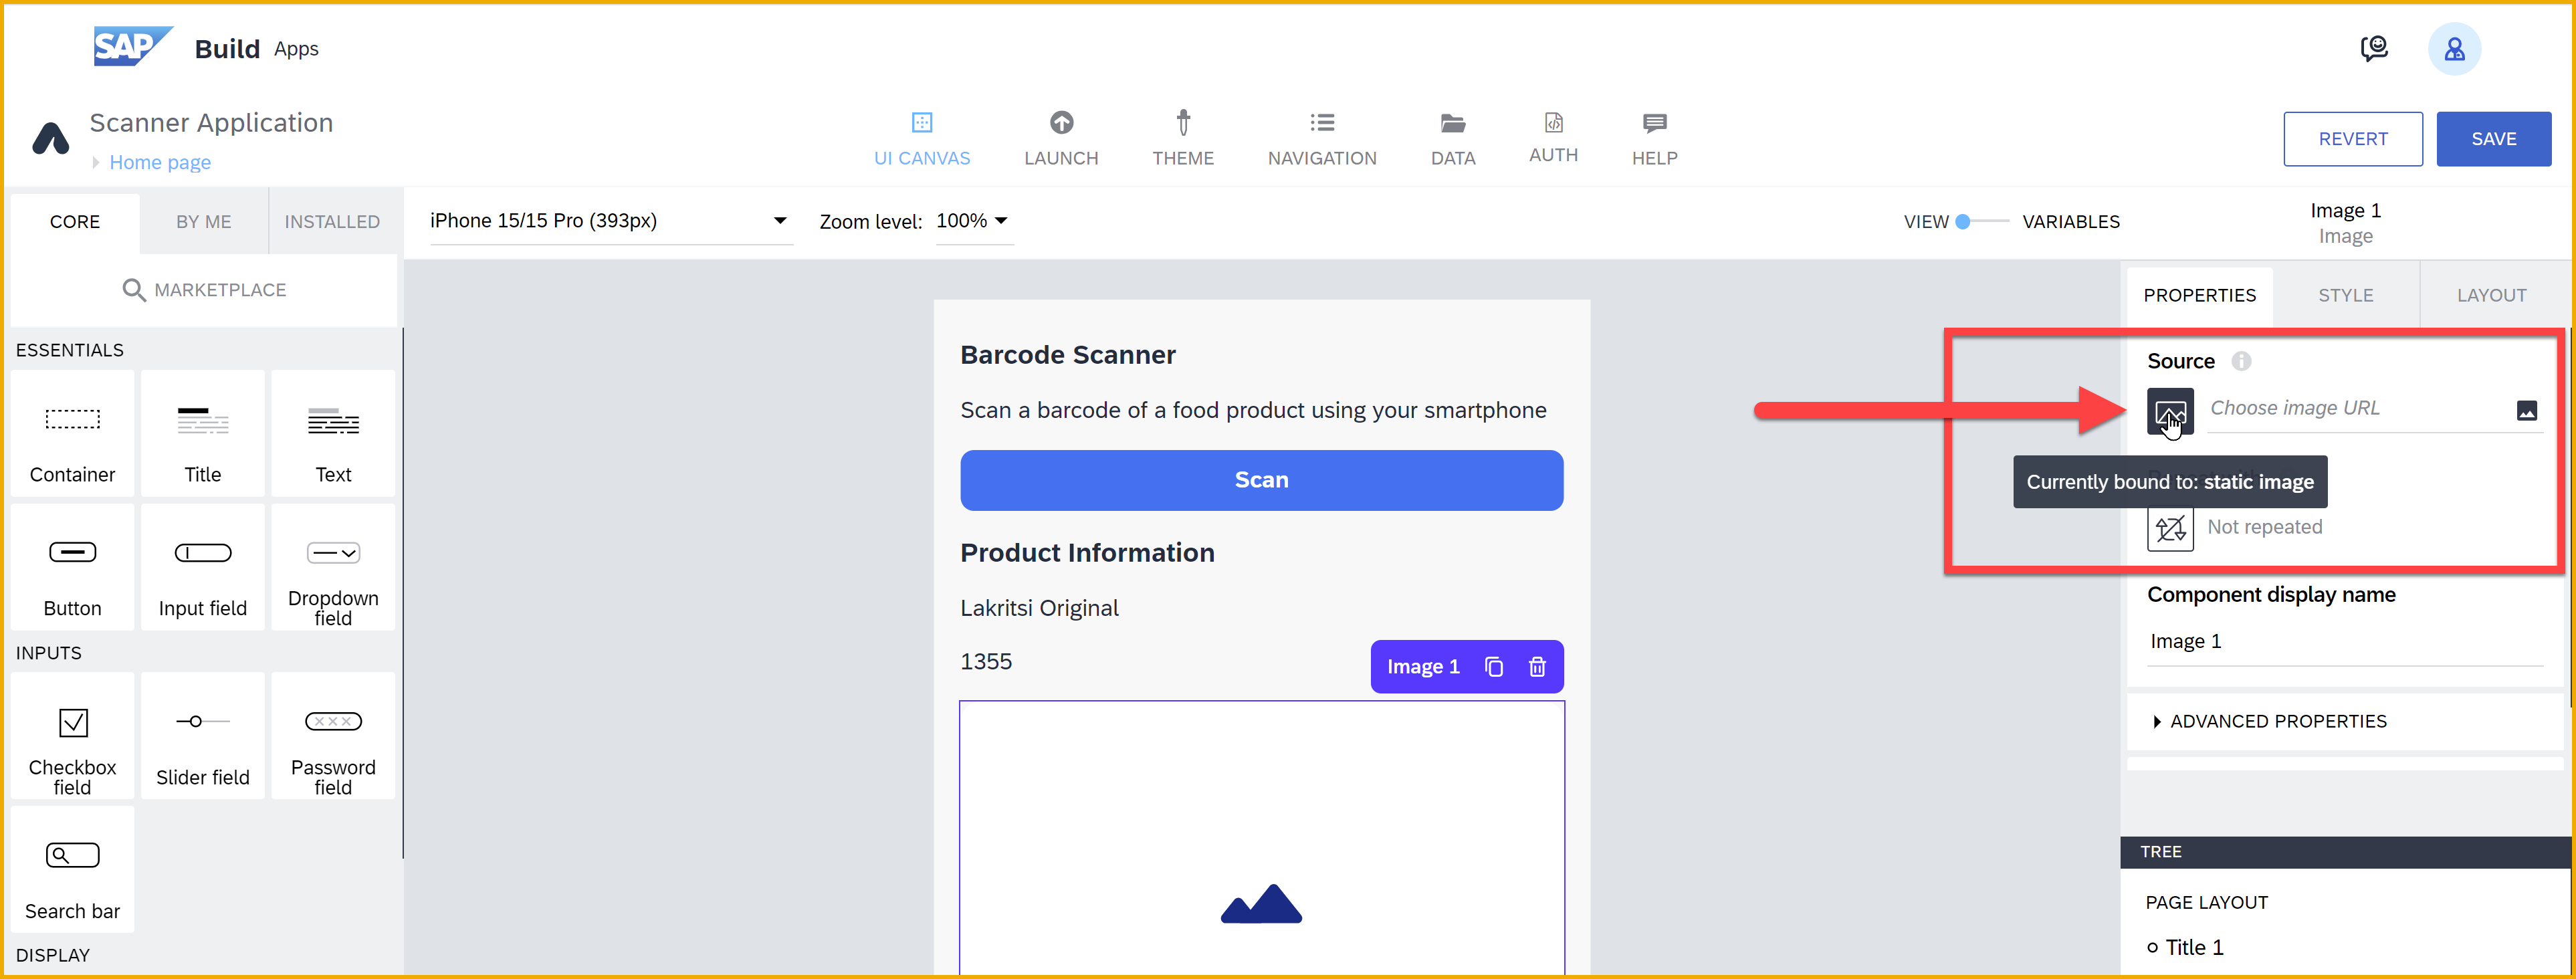 SAP Build Apps
Scanner Application
Home page
UI CANVAS
LAUNCH
THEME
NAVIGATION
DATA
AUTH
HELP
REVERT
SAVE
CORE
BY ME
INSTALLED
MARKETPLACE
iPhone 15/15 Pro (393px)
Zoom level: 100%
VIEW
VARIABLES
Image 1
Image
ESSENTIALS
Container
Title
Text
Button
Input field
Dropdown
field
INPUTS
Checkbox
field
Slider field
Password
field
Search bar
DISPLAY
Barcode Scanner
Scan a barcode of a food product using your smartphone
Scan
Product Information
Lakritsi Original
1355
Image 1
PROPERTIES
STYLE
LAYOUT
Source
Choose image URL
Currently bound to: static image
Not repeated
Component display name
Image 1
ADVANCED PROPERTIES
TREE
PAGE LAYOUT
Title 1